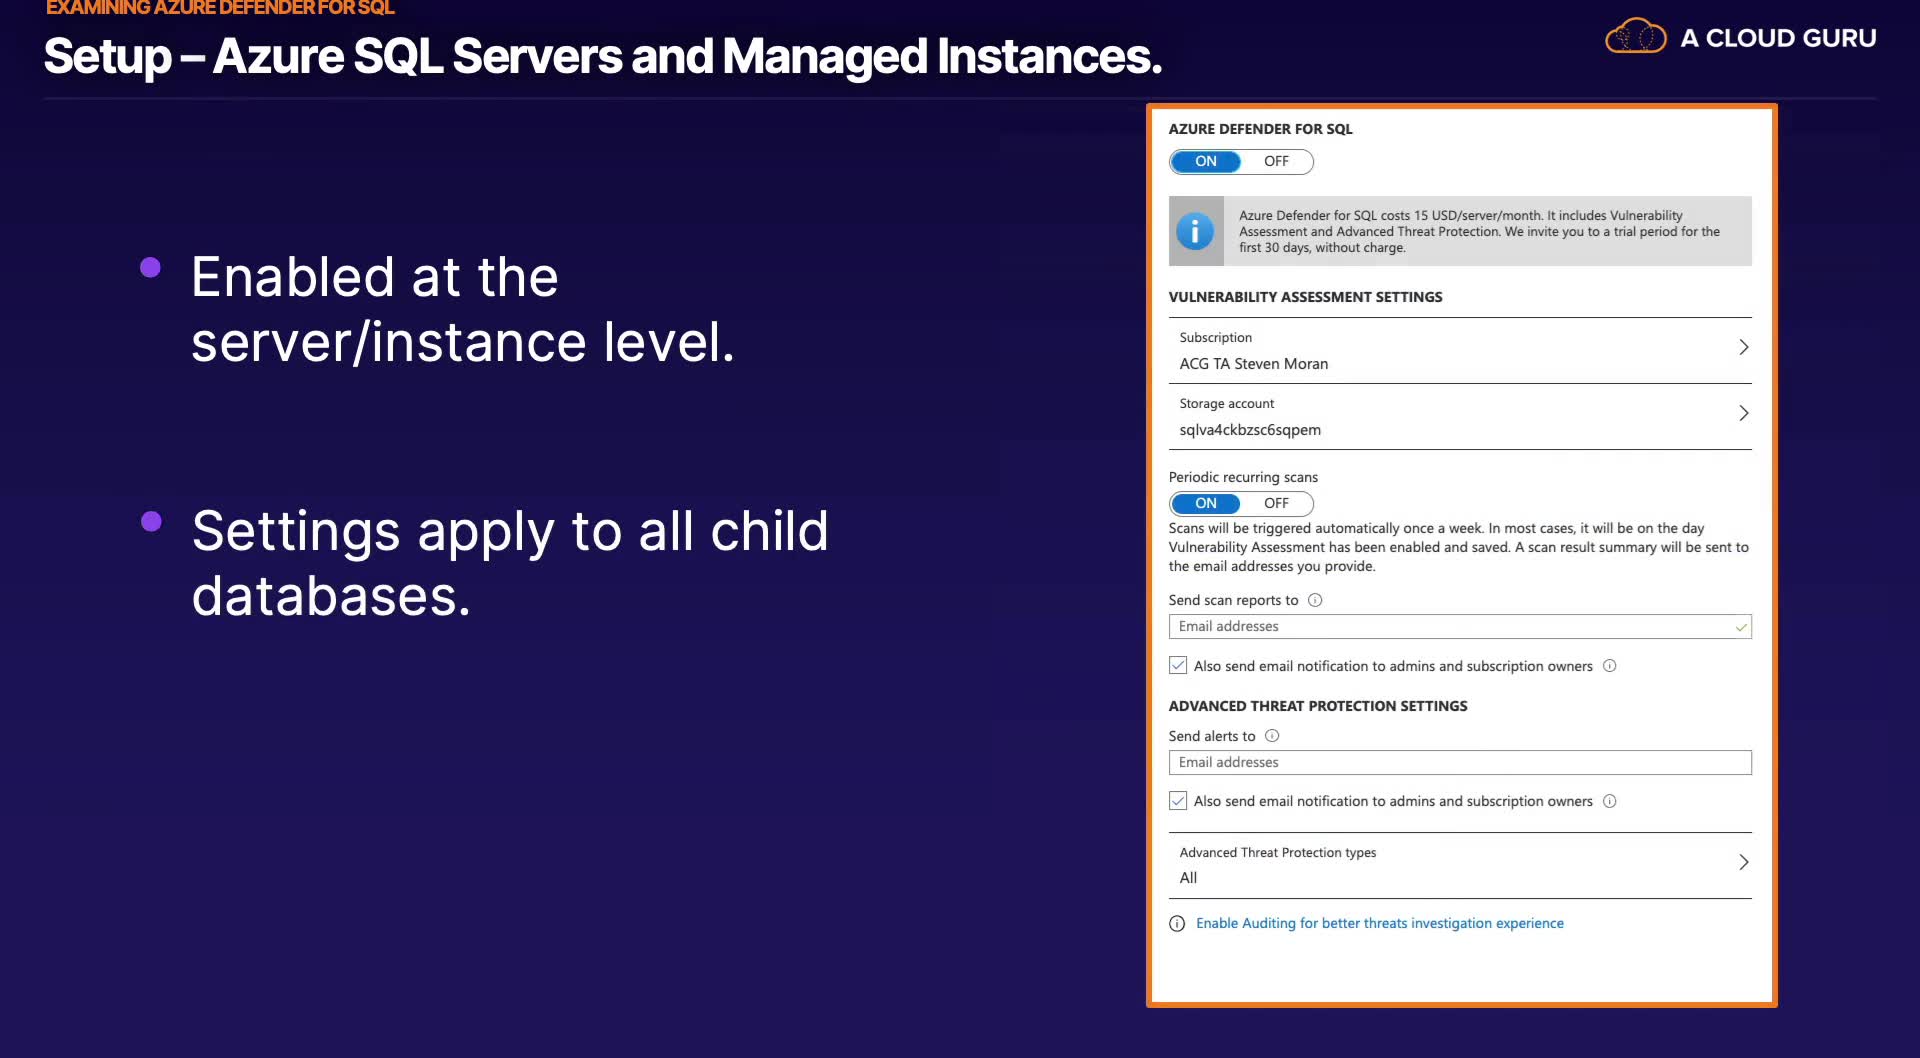 EXAMINING AZURE DEFENDER FOR SQL
Setup – Azure SQL Servers and Managed Instances.
A CLOUD GURU
Enabled at the
server/instance level.
Settings apply to all child
databases.
AZURE DEFENDER FOR SQL
ON OFF
Azure Defender for SQL costs 15 USD/server/month. It includes Vulnerability
Assessment and Advanced Threat Protection. We invite you to a trial period for the
first 30 days, without charge.
VULNERABILITY ASSESSMENT SETTINGS
Subscription
ACG TA Steven Moran
Storage account
sqlva4ckbzsc6sqpem
Periodic recurring scans
ON OFF
Scans will be triggered automatically once a week. In most cases, it will be on the day
Vulnerability Assessment has been enabled and saved. A scan result summary will be sent to
the email addresses you provide.
Send scan reports to
Email addresses
Also send email notification to admins and subscription owners
ADVANCED THREAT PROTECTION SETTINGS
Send alerts to
Email addresses
Also send email notification to admins and subscription owners
Advanced Threat Protection types
All
Enable Auditing for better threats investigation experience